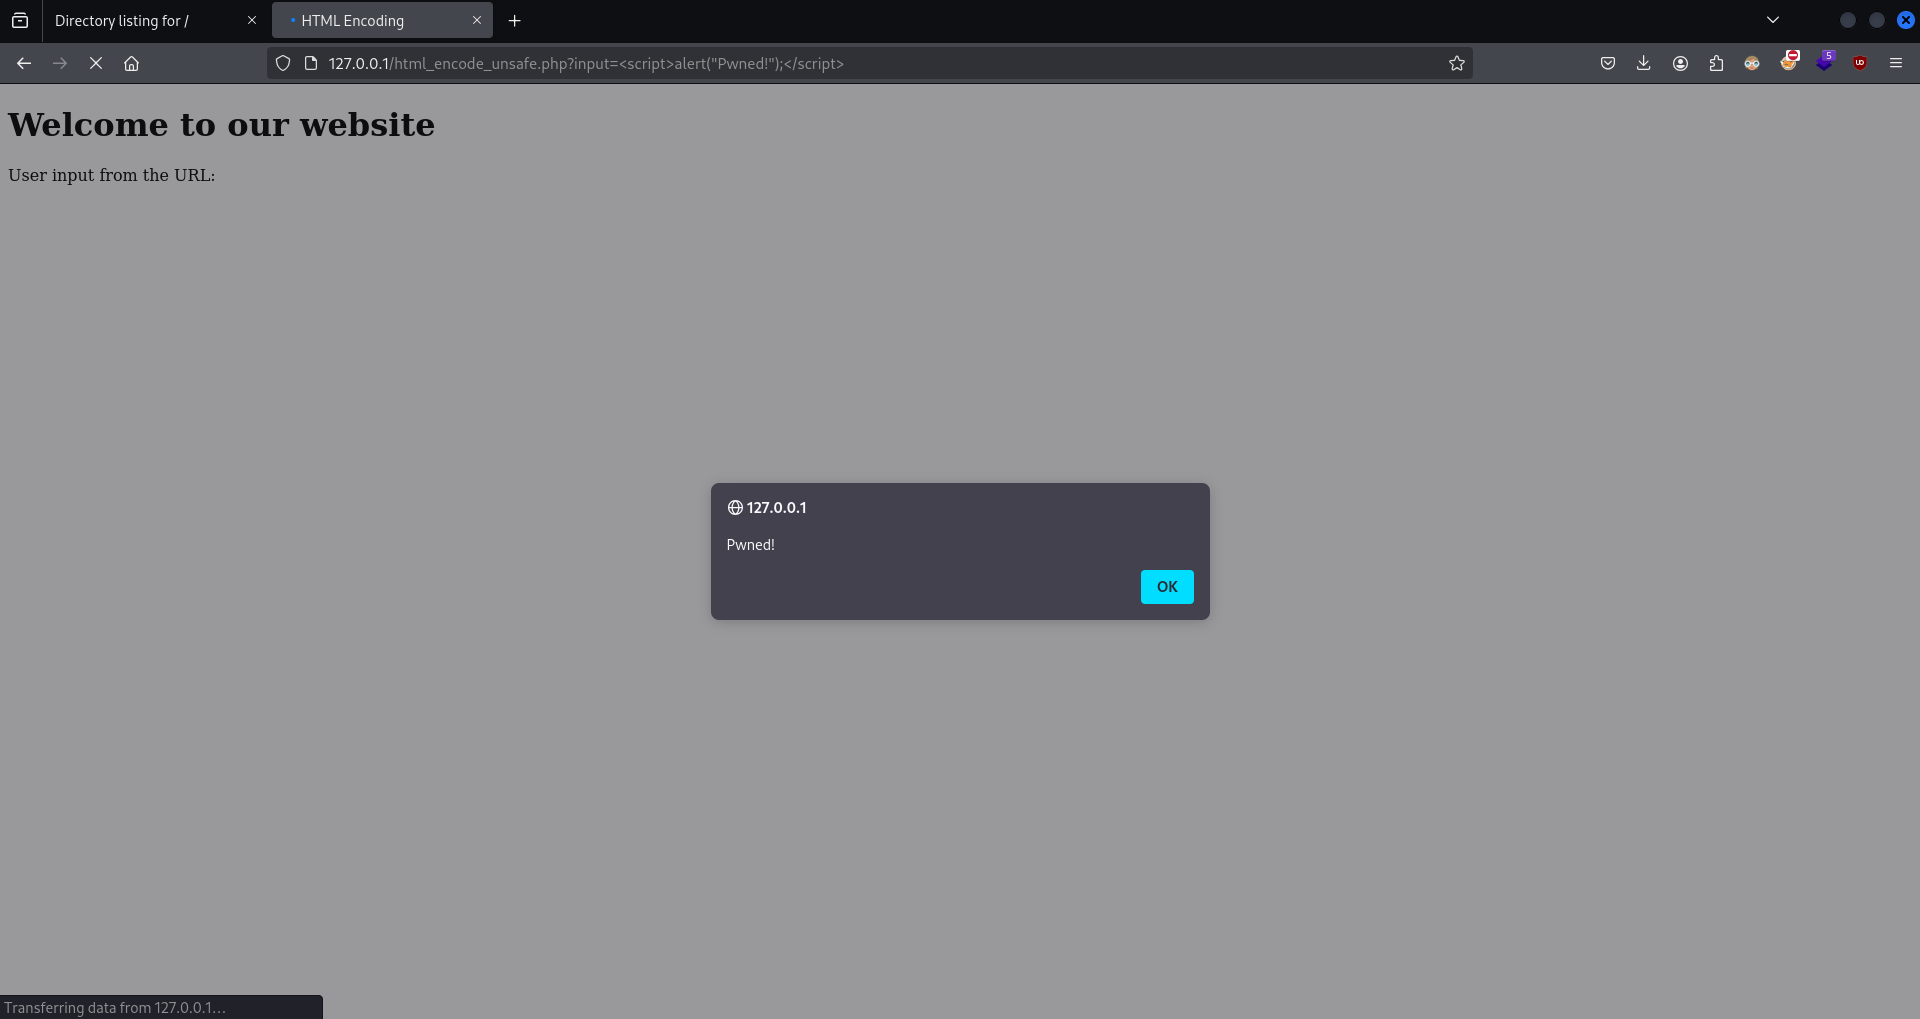 Directory listing for /
HTML Encoding
127.0.0.1/html_encode_unsafe.php?input=<script>alert("Pwned!");</script>
5
UD
Welcome to our website
User input from the URL:
127.0.0.1
Pwned!
OK
Transferring data from 127.0.0.1…